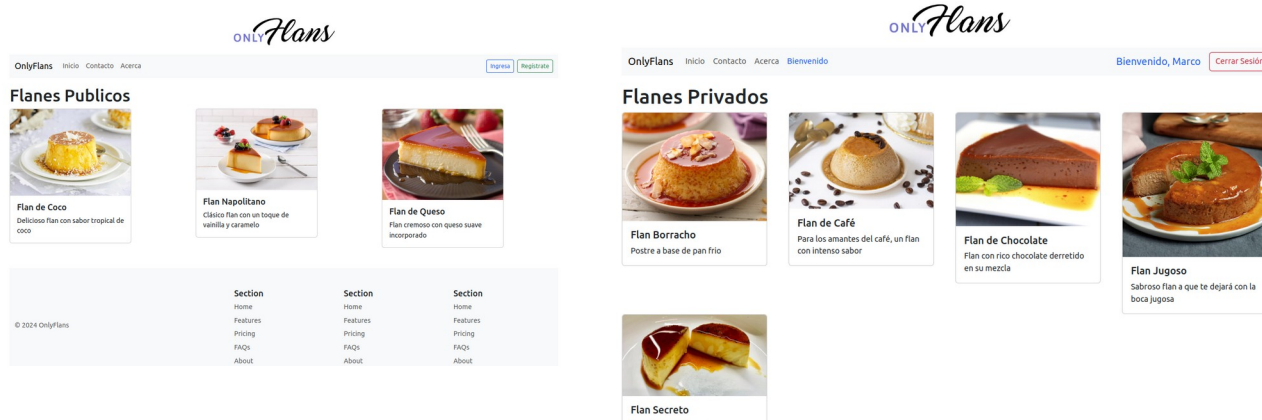 ONLY Flans
OnlyFlans Inicio Contacto Acerca Ingresa Regístrate
Flanes Publicos
Flan de Coco
Delicioso flan con sabor tropical de
coco
Flan Napolitano
Clásico flan con un toque de
vainilla y caramelo
Flan de Queso
Flan cremoso con queso suave
incorporado
© 2024 OnlyFlans
Section
Home
Features
Pricing
FAQs
About
Section
Home
Features
Pricing
FAQs
About
Section
Home
Features
Pricing
FAQs
About
ONLY Flans
OnlyFlans Inicio Contacto Acerca Bienvenido Bienvenido, Marco Cerrar Sesión
Flanes Privados
Flan Borracho
Postre a base de pan frio
Flan de Café
Para los amantes del café, un flan
con intenso sabor
Flan de Chocolate
Flan con rico chocolate derretido
en su mezcla
Flan Jugoso
Sabroso flan a que te dejará con la
boca jugosa
Flan Secreto